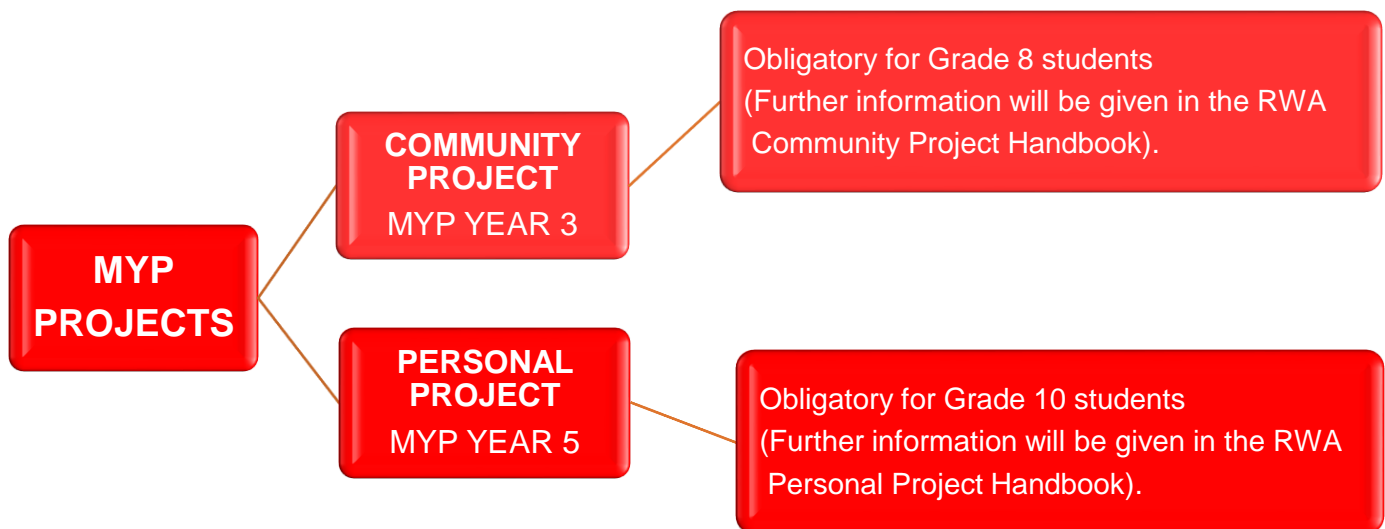 MYP
PROJECTS
COMMUNITY
PROJECT
MYP YEAR 3
Obligatory for Grade 8 students
(Further information will be given in the RWA
Community Project Handbook).
PERSONAL
PROJECT
MYP YEAR 5
Obligatory for Grade 10 students
(Further information will be given in the RWA
Personal Project Handbook).